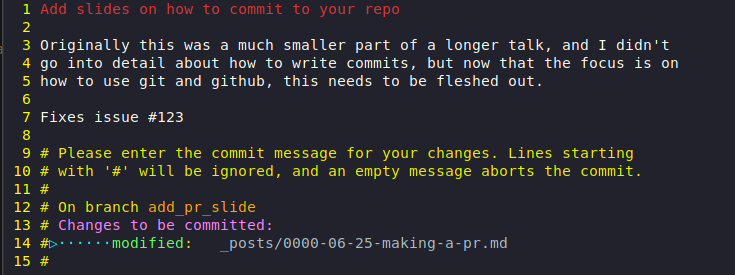 1 Add slides on how to commit to your repo
2
3 Originally this was a much smaller part of a longer talk, and I didn't
4 go into detail about how to write commits, but now that the focus is on
5 how to use git and github, this needs to be fleshed out.
6
7 Fixes issue #123
8
9 # Please enter the commit message for your changes. Lines starting
10 # with '#' will be ignored, and an empty message aborts the commit.
11 #
12 # On branch add_pr_slide
13 # Changes to be committed:
14 #▷······modified:   _posts/0000-06-25-making-a-pr.md
15 #